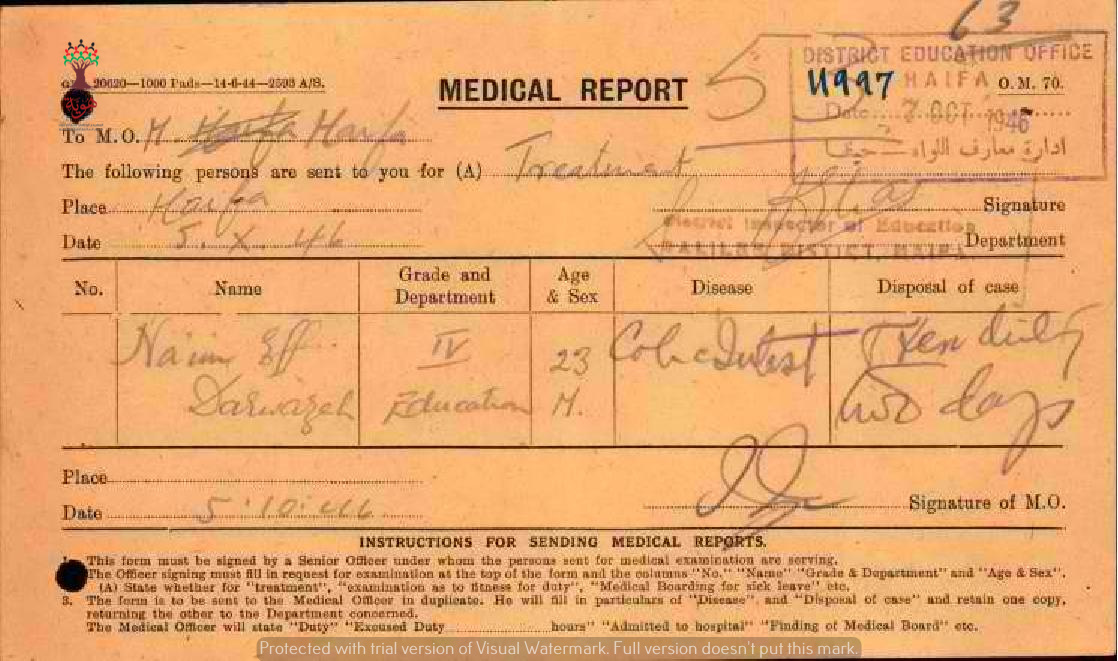 63
DISTRICT EDUCATION OFFICE
HAIFA
11997
Date 7 OCT 1946
ادارة معارف اللواء - حيفا
20620—1000 Pads—14-6-44—2593 A/S.
MEDICAL REPORT
O.M. 70.
To M.O. H. Haifa
The following persons are sent to you for (A) Treatment
Place Haifa
Signature
Date 5. X. 46
District Inspector of Education
GALILEE DISTICT, HAIFA
Department
No. Name Grade and Department Age & Sex Disease Disposal of case
Na'im Eff. IV 23
Darwazeh Education M. two days
Place
Date 5.10.46
Signature of M.O.
INSTRUCTIONS FOR SENDING MEDICAL REPORTS.
This form must be signed by a Senior Officer under whom the persons sent for medical examination are serving.
The Officer signing must fill in request for examination at the top of the form and the columns "No." "Name" "Grade & Department" and "Age & Sex".
(A) State whether for "treatment", "examination as to fitness for duty", "Medical Boarding for sick leave" etc.
3. The form is to be sent to the Medical Officer in duplicate. He will fill in particulars of "Disease", and "Disposal of case" and retain one copy,
returning the other to the Department concerned.
The Medical Officer will state "Duty" "Excused Duty hours" "Admitted to hospital" "Finding of Medical Board" etc.
Protected with trial version of Visual Watermark. Full version doesn't put this mark.